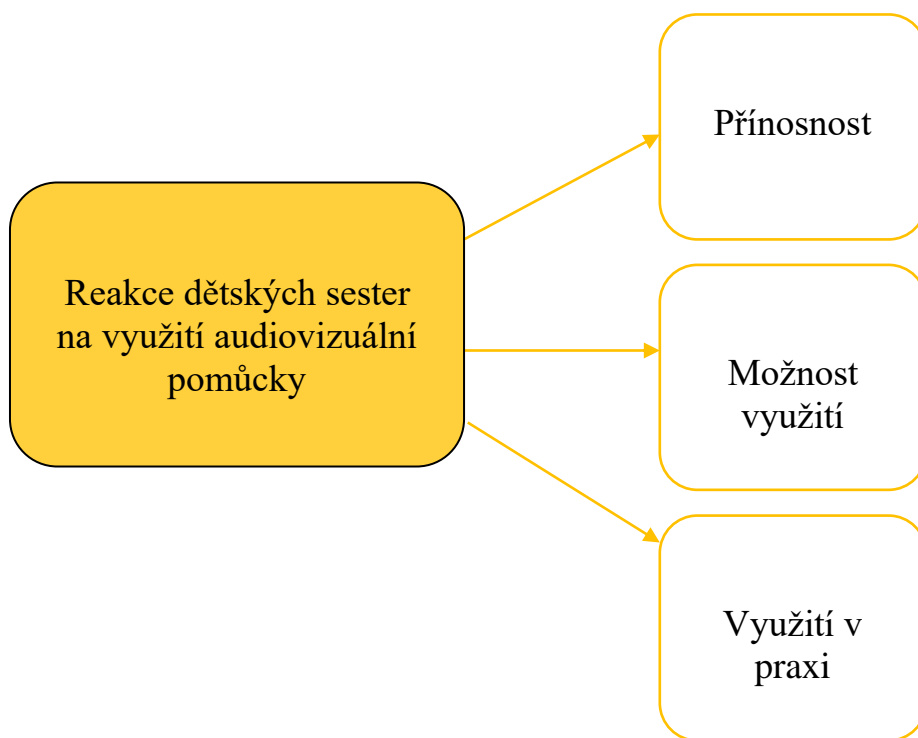 Reakce dětských sester
na využití audiovizuální
pomůcky
Přínosnost
Možnost
využití
Využití v
praxi